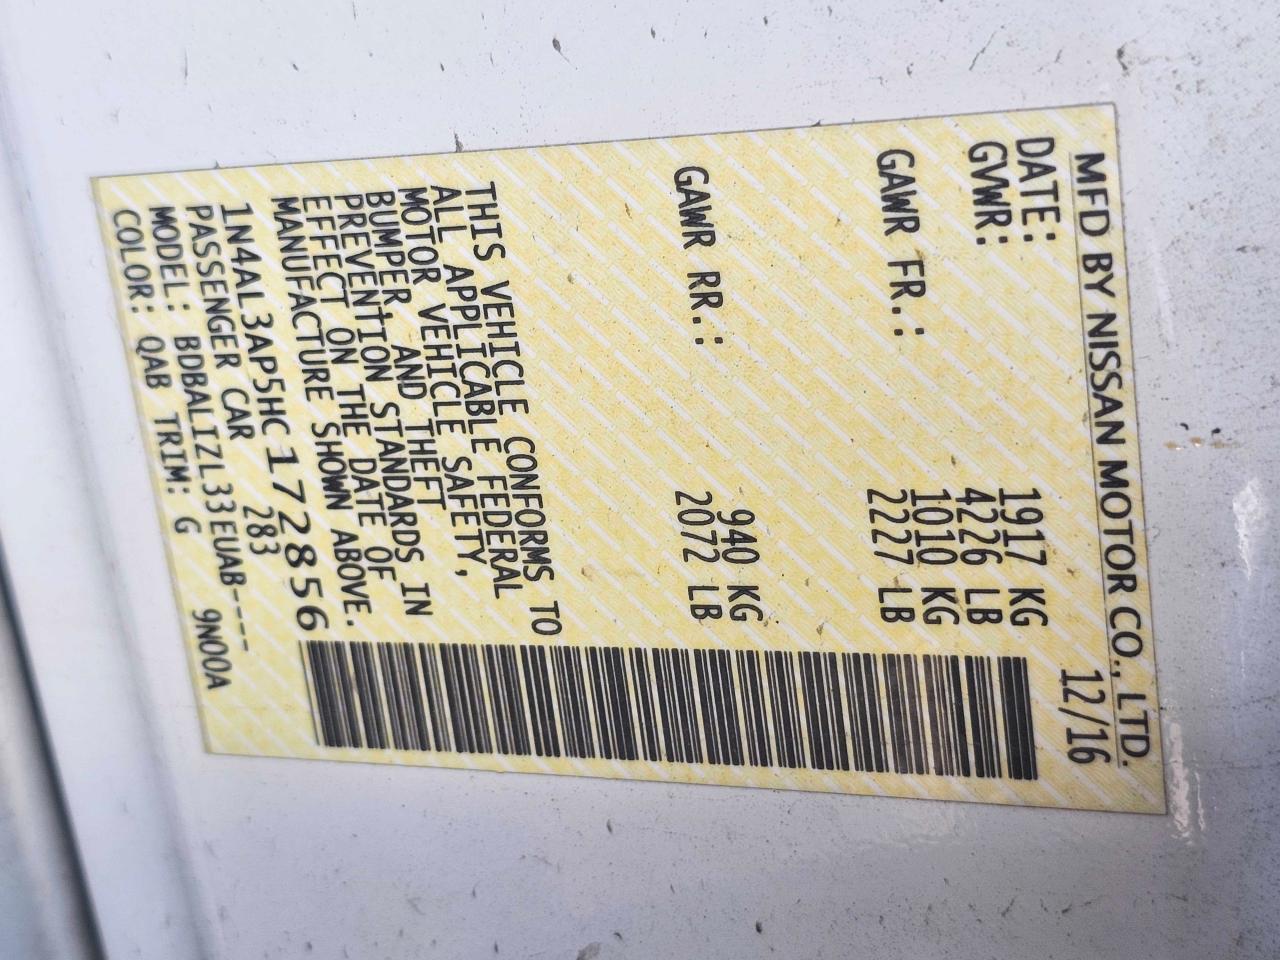 MFD BY NISSAN MOTOR CO., LTD.
DATE: 12/16
GVWR: 1917 KG
4226 LB
GAWR FR.: 1010 KG
2227 LB
GAWR RR.: 940 KG
2072 LB
THIS VEHICLE CONFORMS TO
ALL APPLICABLE FEDERAL
MOTOR VEHICLE SAFETY,
BUMPER, AND THEFT
PREVENTION STANDARDS IN
EFFECT ON THE DATE OF
MANUFACTURE SHOWN ABOVE.
1N4AL3AP5HC172856
PASSENGER CAR 283
MODEL: BDBALIZL33EUAB----
COLOR: QAB TRIM: G 9N00A